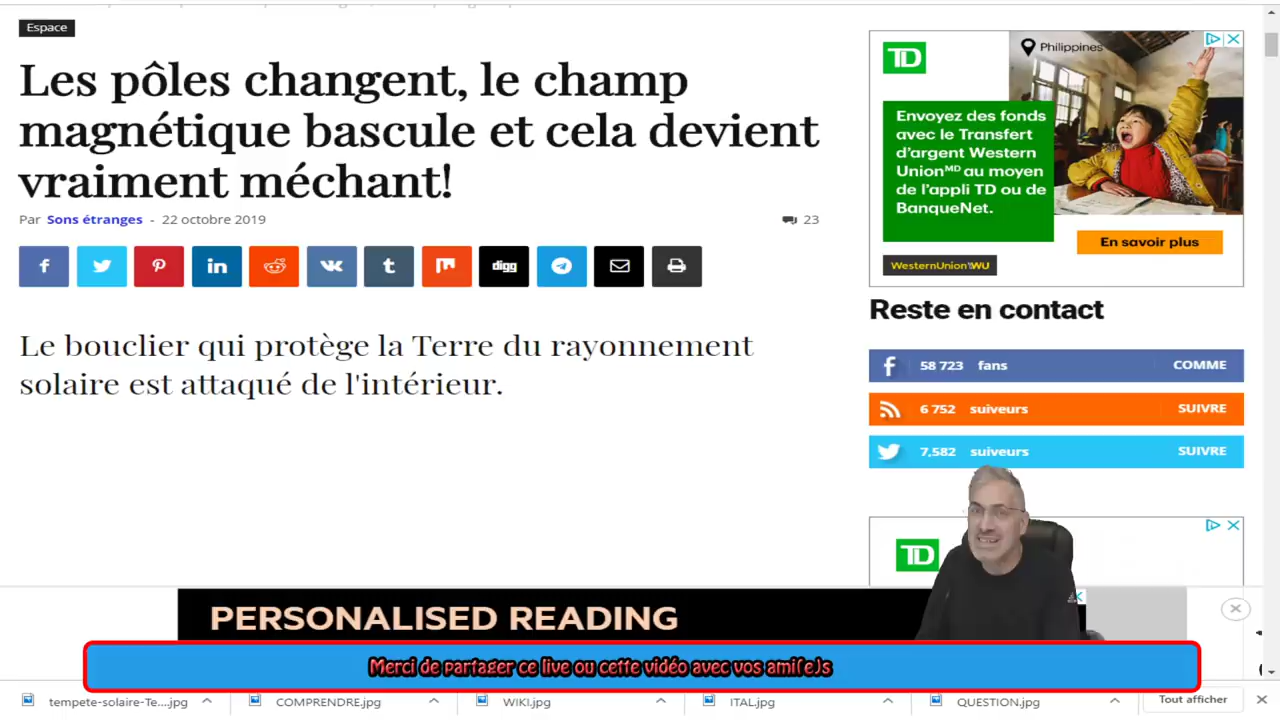 Espace
Les pôles changent, le champ
magnétique bascule et cela devient
vraiment méchant!
Par Sons étranges - 22 octobre 2019
23
digg
Le bouclier qui protège la Terre du rayonnement
solaire est attaqué de l'intérieur.
TD
Philippines
Envoyez des fonds
avec le Transfert
d'argent Western
Union MD au moyen
de l'appli TD ou de
BanqueNet.
En savoir plus
WesternUnion WU
Reste en contact
58 723 fans COMME
6 752 suiveurs SUIVRE
7,582 suiveurs SUIVRE
TD
PERSONALISED READING
Merci de partager ce live ou cette vidéo avec vos ami(e)s
tempete-solaire-Te....jpg
COMPRENDRE.jpg
WIKI.jpg
ITAL.jpg
QUESTION.jpg
Tout afficher